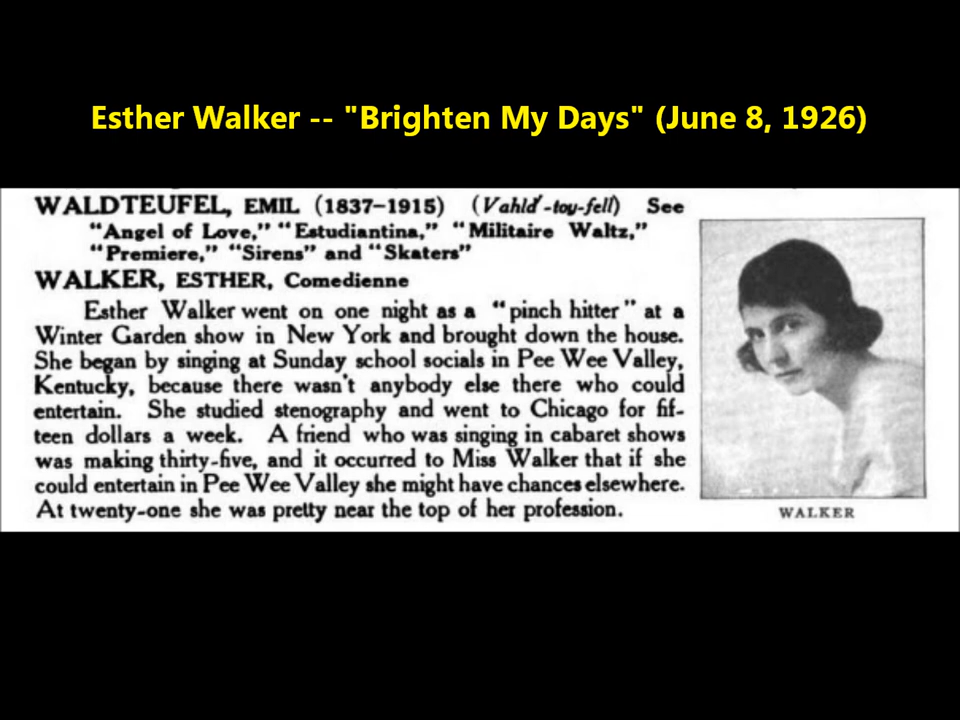 Esther Walker -- "Brighten My Days" (June 8, 1926)
WALDTEUFEL, EMIL (1837–1915) (Vahld'-toy-fell) See
"Angel of Love," "Estudiantina," "Militaire Waltz,"
"Premiere," "Sirens" and "Skaters"
WALKER, ESTHER, Comedienne
Esther Walker went on one night as a "pinch hitter" at a
Winter Garden show in New York and brought down the house.
She began by singing at Sunday school socials in Pee Wee Valley,
Kentucky, because there wasn't anybody else there who could
entertain. She studied stenography and went to Chicago for fif-
teen dollars a week. A friend who was singing in cabaret shows
was making thirty-five, and it occurred to Miss Walker that if she
could entertain in Pee Wee Valley she might have chances elsewhere.
At twenty-one she was pretty near the top of her profession.
WALKER